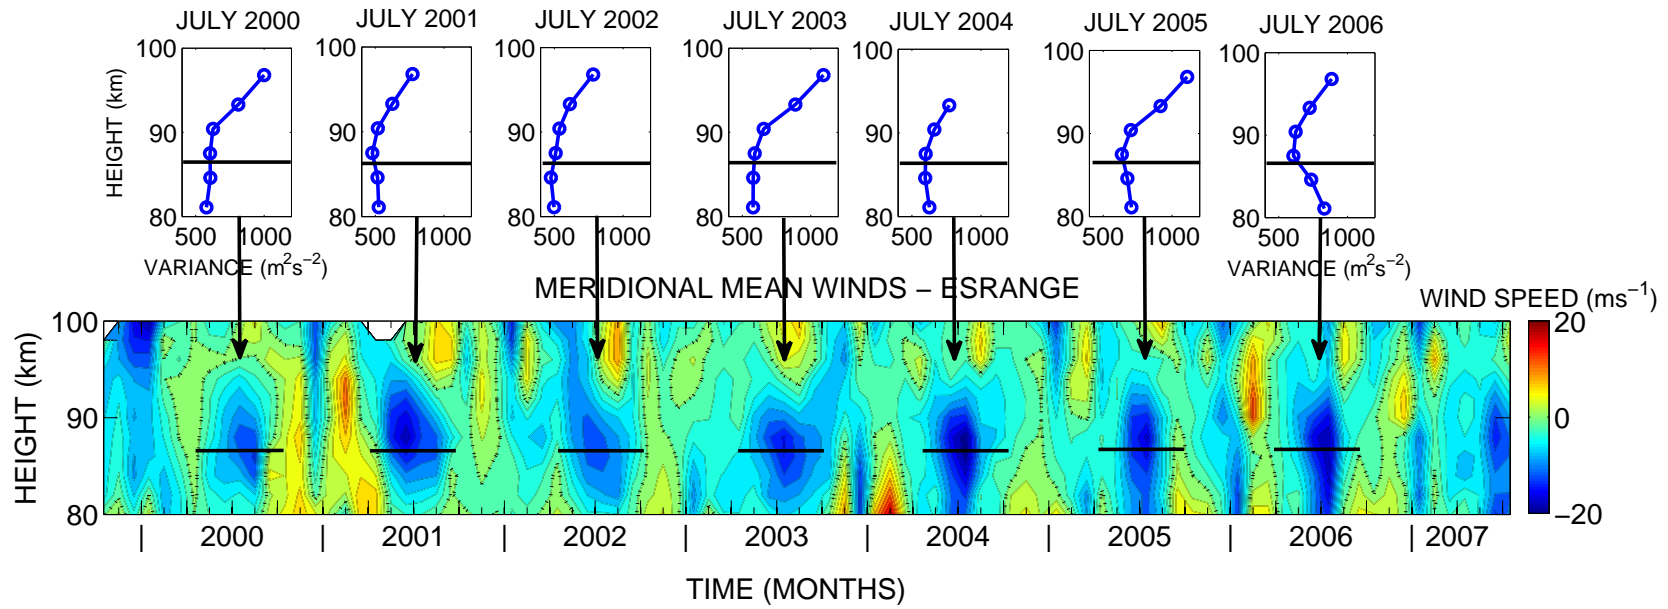 JULY 2000 JULY 2001 JULY 2002 JULY 2003 JULY 2004 JULY 2005 JULY 2006
100 100 100 100 100 100 100
HEIGHT (km)
90 90 90 90 90 90 90
80 80 80 80 80 80 80
500 1000 500 1000 500 1000 500 1000 500 1000 500 1000 500 1000
VARIANCE (m²s⁻²) VARIANCE (m²s⁻²)
MERIDIONAL MEAN WINDS – ESRANGE
WIND SPEED (ms⁻¹)
100
90
80
HEIGHT (km)
20
0
−20
| 2000 | 2001 | 2002 | 2003 | 2004 | 2005 | 2006 | 2007
TIME (MONTHS)